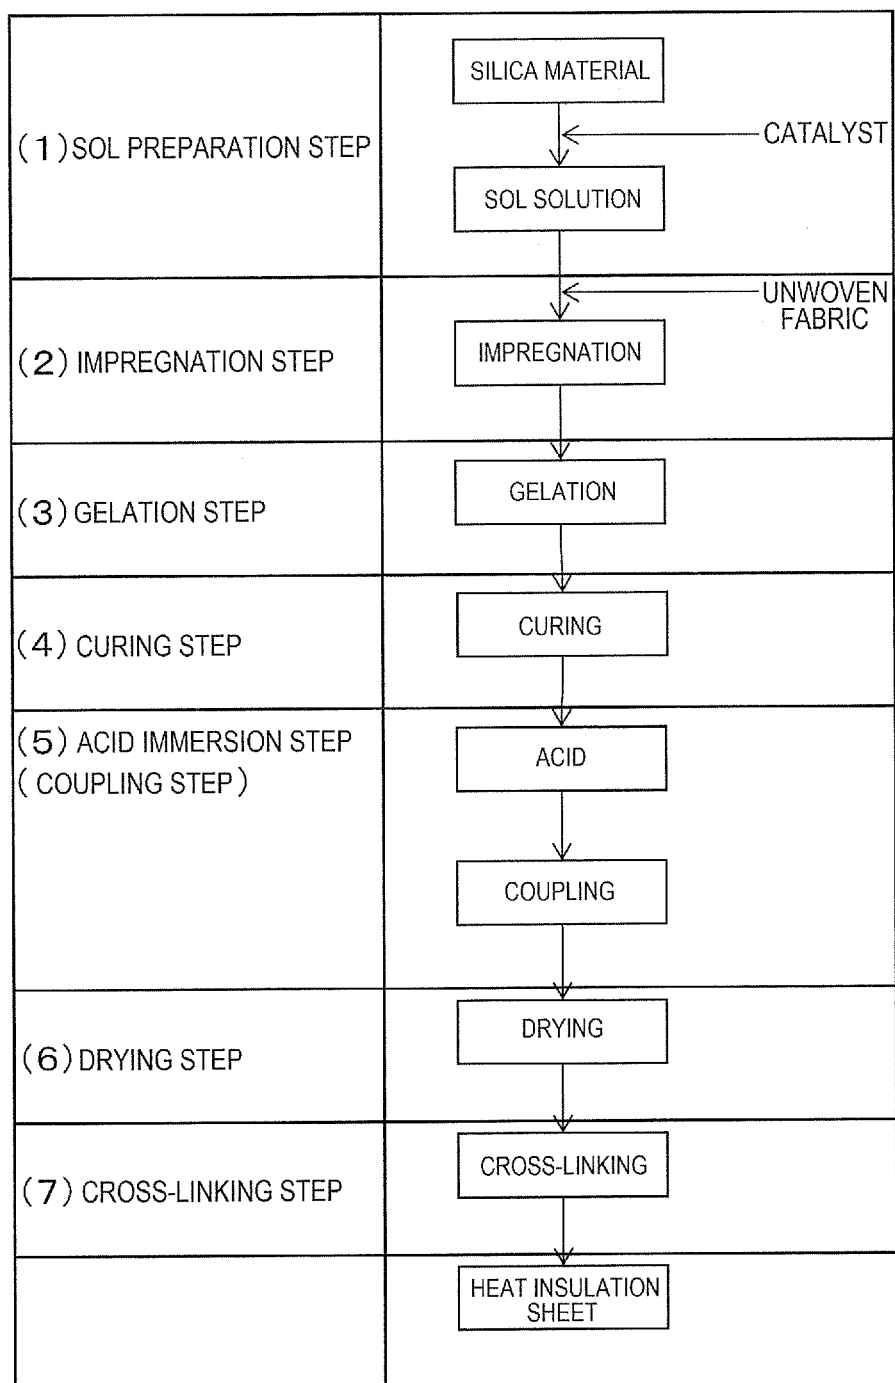 SILICA MATERIAL
(1) SOL PREPARATION STEP
CATALYST
SOL SOLUTION
UNWOVEN
FABRIC
(2) IMPREGNATION STEP
IMPREGNATION
(3) GELATION STEP
GELATION
(4) CURING STEP
CURING
(5) ACID IMMERSION STEP
(COUPLING STEP)
ACID
COUPLING
(6) DRYING STEP
DRYING
(7) CROSS-LINKING STEP
CROSS-LINKING
HEAT INSULATION
SHEET